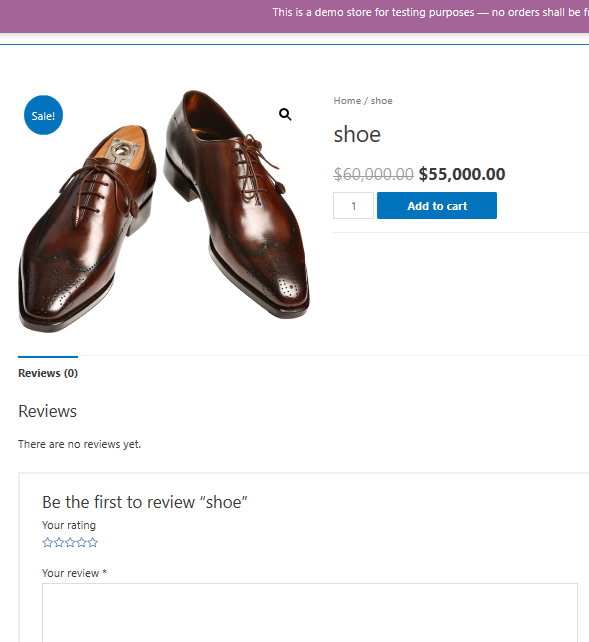 This is a demo store for testing purposes — no orders shall be
Sale!
Home / shoe
shoe
$60,000.00 $55,000.00
1
Add to cart
Reviews (0)
Reviews
There are no reviews yet.
Be the first to review “shoe”
Your rating
Your review *